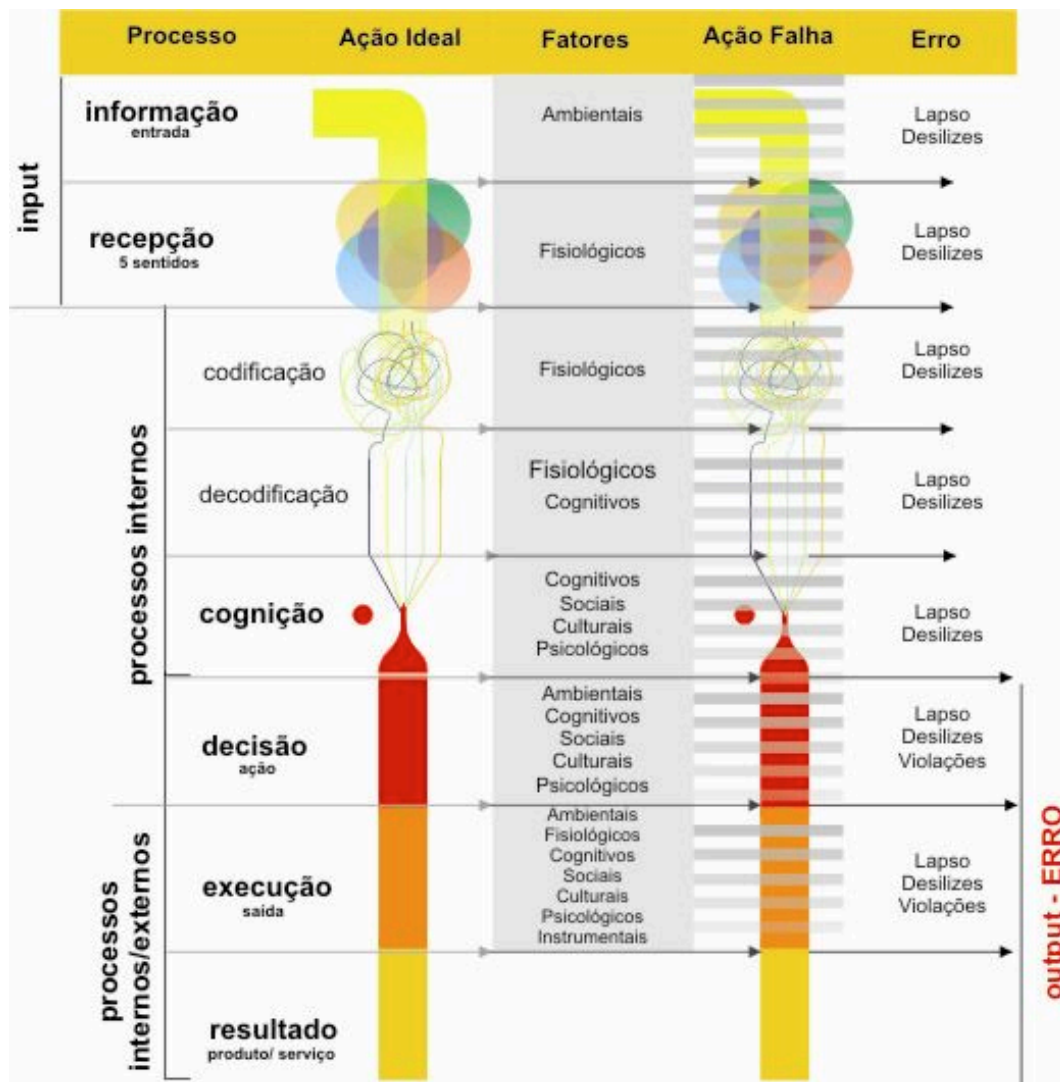 Processo Ação Ideal Fatores Ação Falha Erro
input
informação
entrada
Ambientais
Lapso
Desilizes
recepção
5 sentidos
Fisiológicos
Lapso
Desilizes
processos internos
codificação
Fisiológicos
Lapso
Desilizes
decodificação
Fisiológicos
Cognitivos
Lapso
Desilizes
cognição
Cognitivos
Sociais
Culturais
Psicológicos
Lapso
Desilizes
decisão
ação
Ambientais
Cognitivos
Sociais
Culturais
Psicológicos
Lapso
Desilizes
Violações
processos
internos/externos
execução
saída
Ambientais
Fisiológicos
Cognitivos
Sociais
Culturais
Psicológicos
Instrumentais
Lapso
Desilizes
Violações
resultado
produto/ serviço
output - ERRO